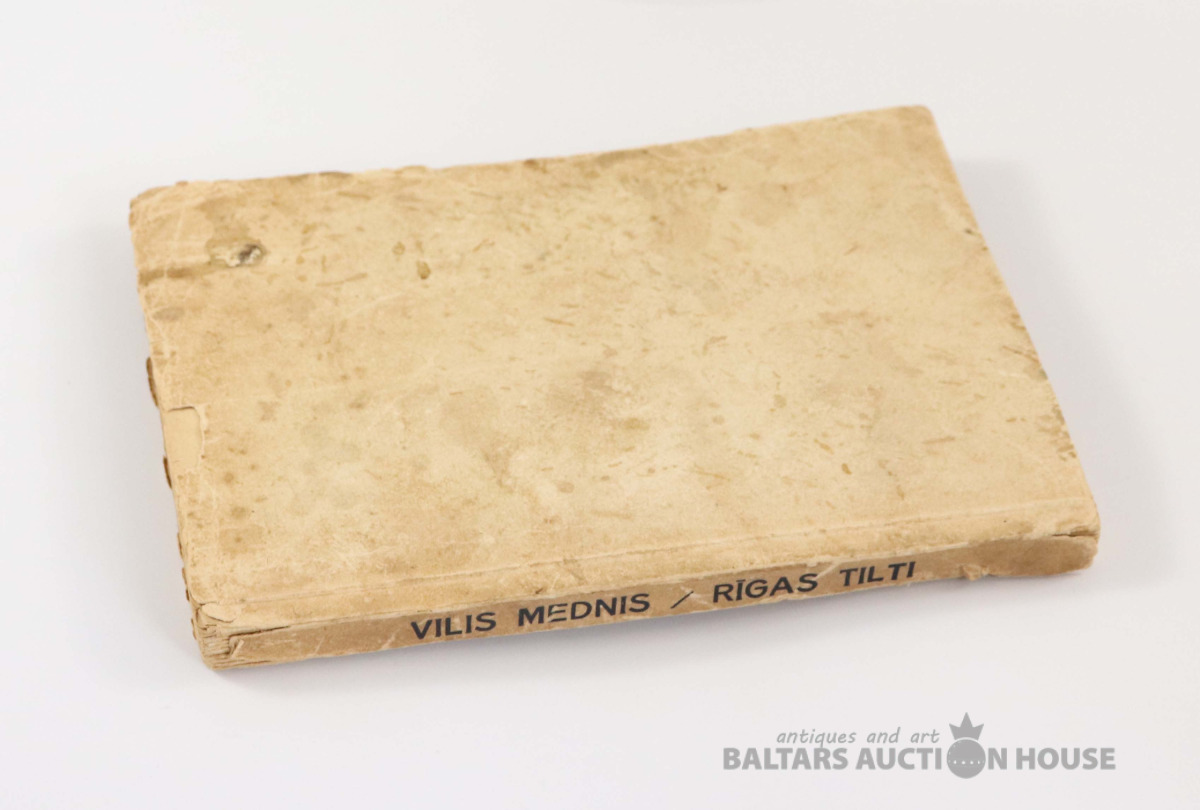 VILIS MEDNIS / RĪGAS TILTI
antiques and art
BALTARS AUCTION HOUSE